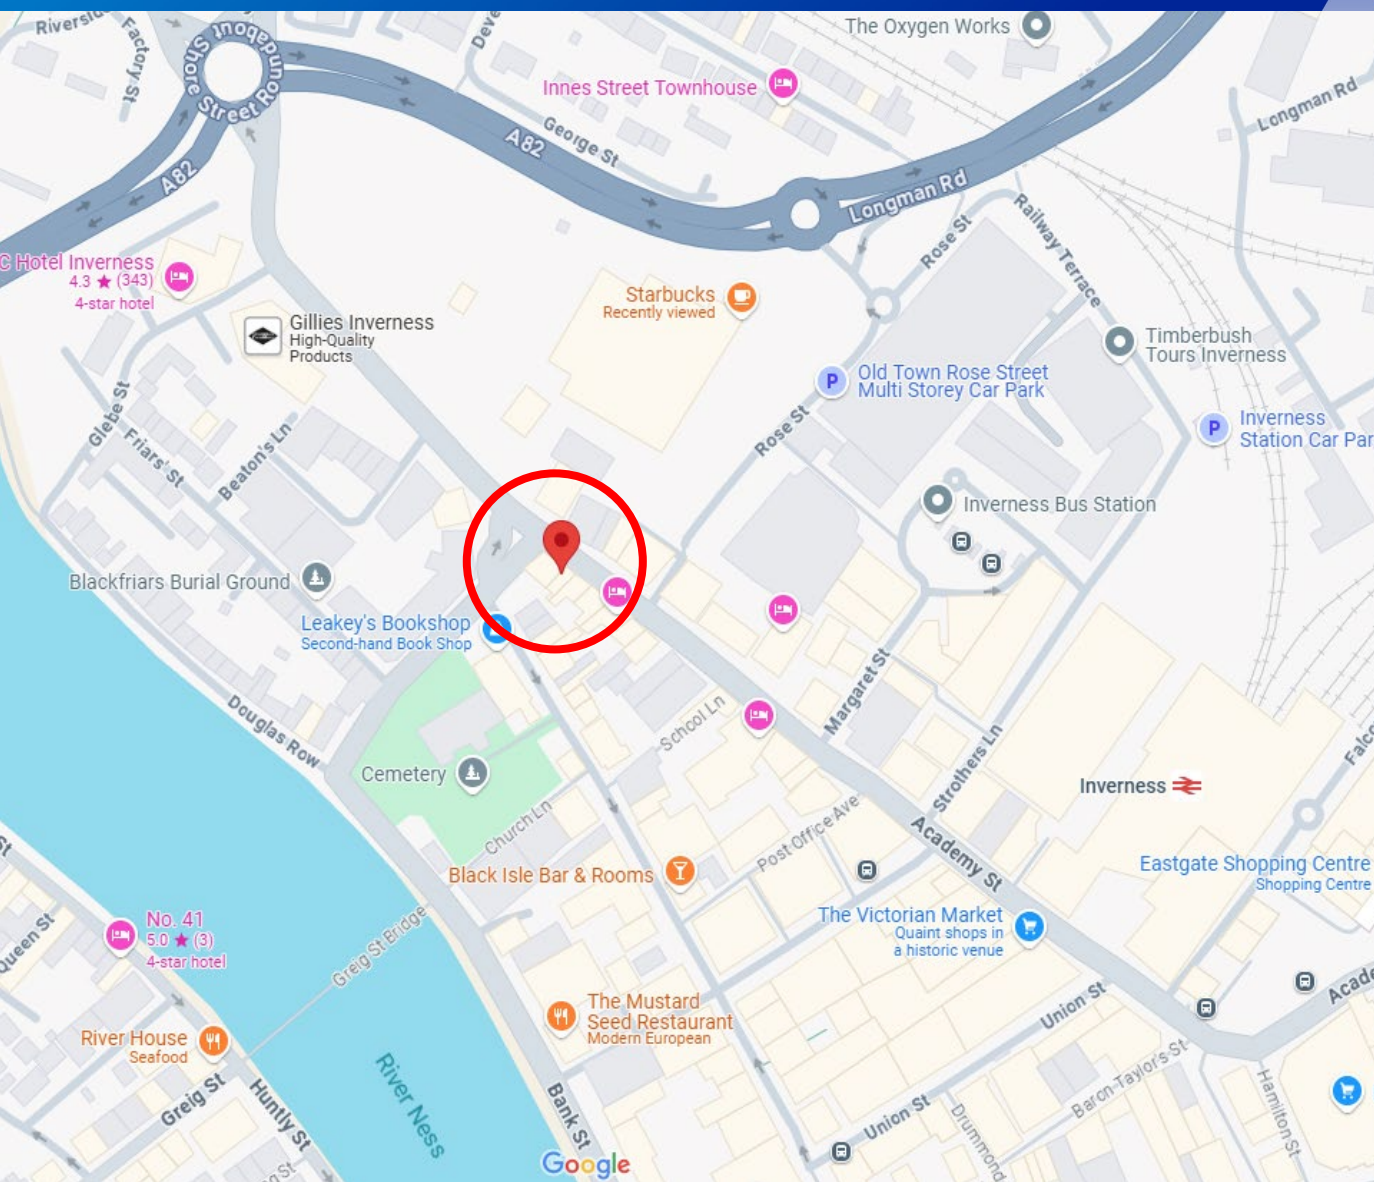 Riversid
Factory St
Shore Street Roundabout
Deve
The Oxygen Works
Innes Street Townhouse
George St
A82
A82
Longman Rd
Longman Rd
Rose St
Railway Terrace
C Hotel Inverness
4.3 ★ (343)
4-star hotel
Gillies Inverness
High-Quality
Products
Starbucks
Recently viewed
Timberbush
Tours Inverness
P
Old Town Rose Street
Multi Storey Car Park
P
Inverness
Station Car Par
Rose St
Glebe St
Friars' St
Beaton's Ln
Inverness Bus Station
Blackfriars Burial Ground
Leakey's Bookshop
Second-hand Book Shop
Douglas Row
School Ln
Margaret St
Strothers Ln
Falco
Cemetery
Inverness
Church Ln
Post Office Ave
Academy St
Black Isle Bar & Rooms
Eastgate Shopping Centre
Shopping Centre
The Victorian Market
Quaint shops in
a historic venue
St
Queen St
No. 41
5.0 ★ (3)
4-star hotel
Greig St Bridge
Acade
Union St
The Mustard
Seed Restaurant
Modern European
River House
Seafood
River Ness
Greig St
Huntly St
Bank St
Baron-Taylor's St
Hamilton St
Union St
Drummond
g St
Google